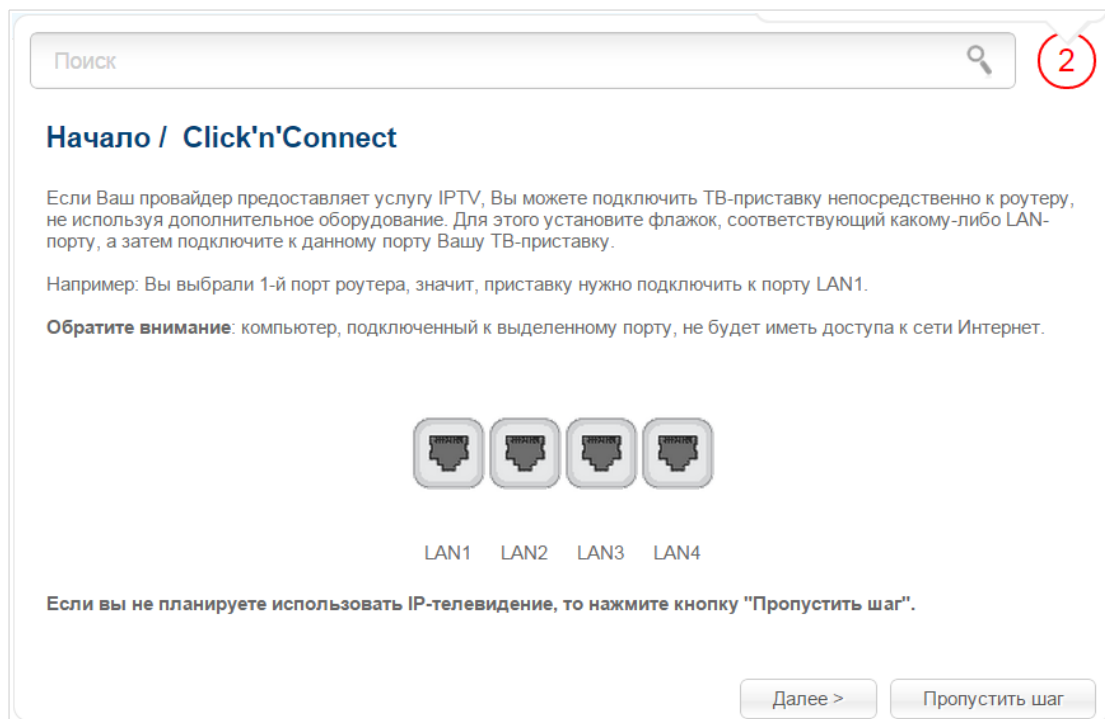 Поиск
2
Начало / Click'n'Connect
Если Ваш провайдер предоставляет услугу IPTV, Вы можете подключить ТВ-приставку непосредственно к роутеру,
не используя дополнительное оборудование. Для этого установите флажок, соответствующий какому-либо LAN-
порту, а затем подключите к данному порту Вашу ТВ-приставку.
Например: Вы выбрали 1-й порт роутера, значит, приставку нужно подключить к порту LAN1.
Обратите внимание: компьютер, подключенный к выделенному порту, не будет иметь доступа к сети Интернет.
LAN1 LAN2 LAN3 LAN4
Если вы не планируете использовать IP-телевидение, то нажмите кнопку "Пропустить шаг".
Далее > Пропустить шаг